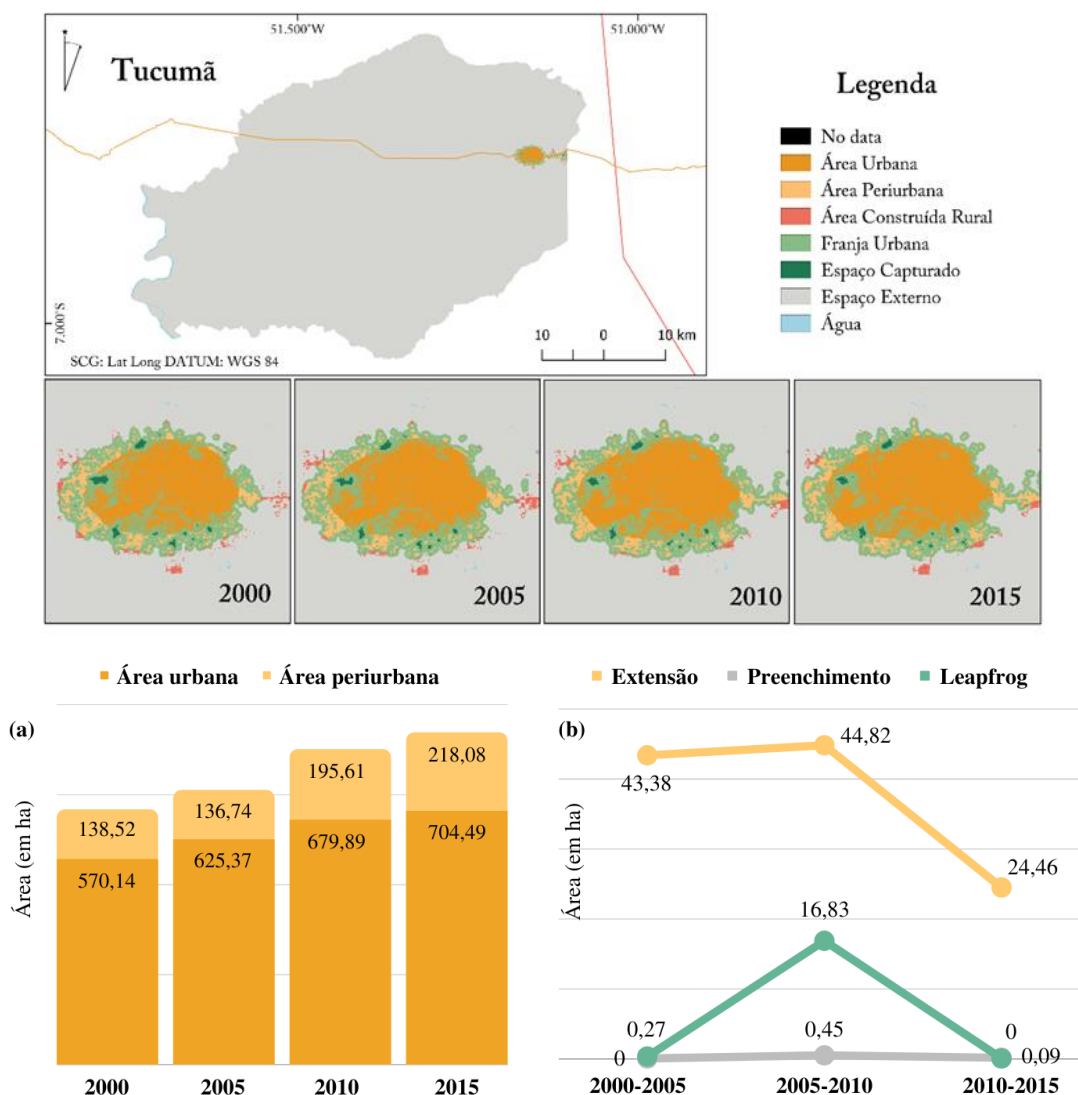 51.500°W
51.000°W
Tucumã
7.000°S
10 0 10 km
SCG: Lat Long DATUM: WGS 84
Legenda
No data
Área Urbana
Área Periurbana
Área Construída Rural
Franja Urbana
Espaço Capturado
Espaço Externo
Água
2000
2005
2010
2015
Área urbana
Área periurbana
(a)
Área (em ha)
138,52
136,74
195,61
218,08
570,14
625,37
679,89
704,49
2000
2005
2010
2015
Extensão
Preenchimento
Leapfrog
(b)
Área (em ha)
43,38
44,82
24,46
16,83
0,27
0,45
0
0
0,09
2000-2005
2005-2010
2010-2015